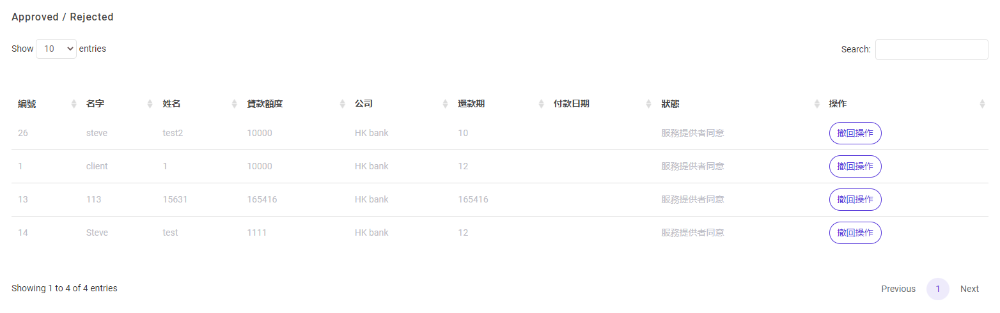 Approved / Rejected
Show 10 entries Search:
編號 名字 姓名 貸款額度 公司 還款期 付款日期 狀態 操作
26 steve test2 10000 HK bank 10 服務提供者同意 撤回操作
1 client 1 10000 HK bank 12 服務提供者同意 撤回操作
13 113 15631 165416 HK bank 165416 服務提供者同意 撤回操作
14 Steve test 1111 HK bank 12 服務提供者同意 撤回操作
Showing 1 to 4 of 4 entries Previous 1 Next